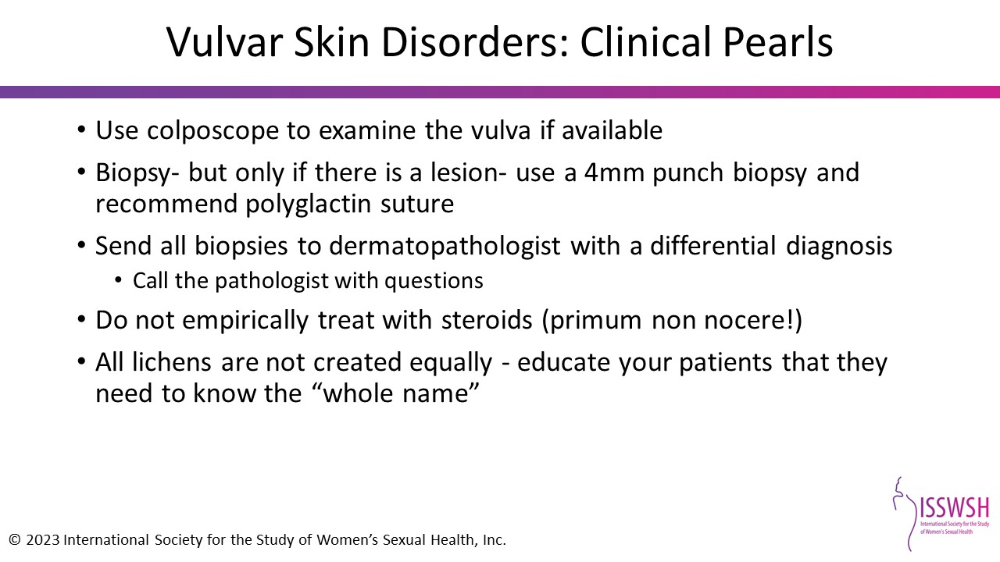 Vulvar Skin Disorders: Clinical Pearls
• Use colposcope to examine the vulva if available
• Biopsy- but only if there is a lesion- use a 4mm punch biopsy and
recommend polyglactin suture
• Send all biopsies to dermatopathologist with a differential diagnosis
• Call the pathologist with questions
• Do not empirically treat with steroids (primum non nocere!)
• All lichens are not created equally - educate your patients that they
need to know the “whole name”
ISSWSH
International Society for the Study
of Women's Sexual Health
© 2023 International Society for the Study of Women’s Sexual Health, Inc.